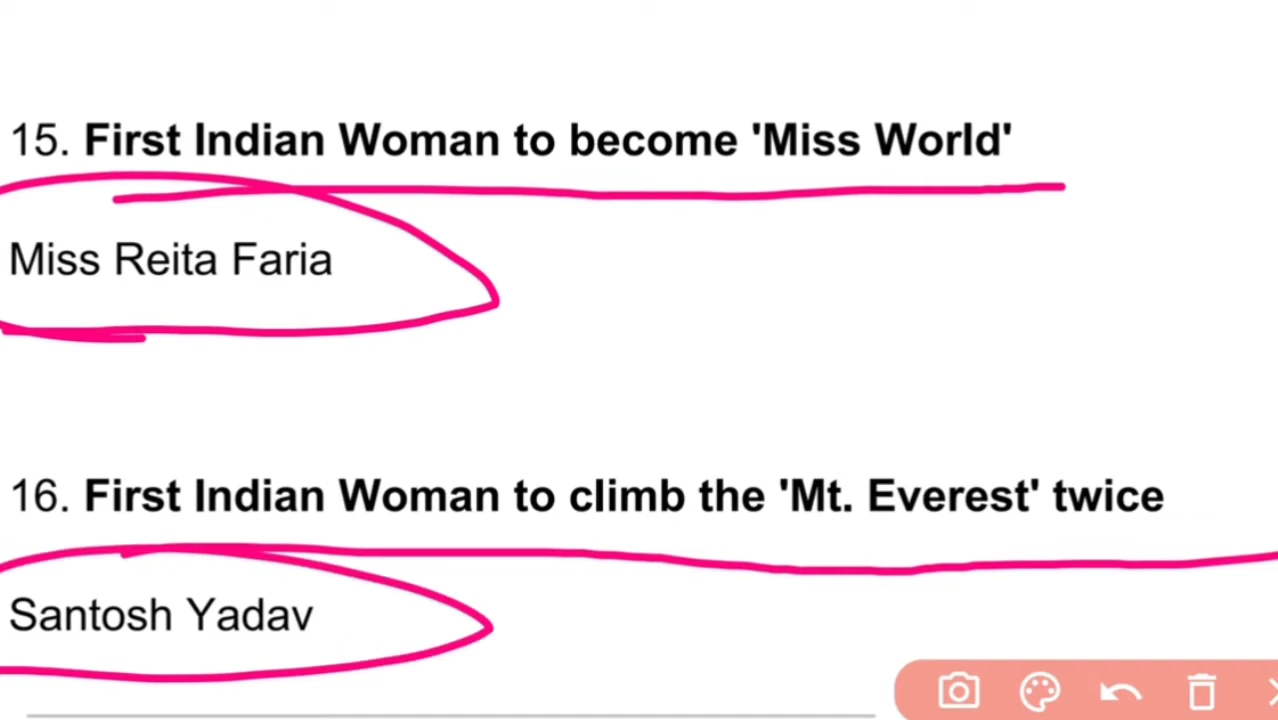 15. First Indian Woman to become 'Miss World'
Miss Reita Faria
16. First Indian Woman to climb the 'Mt. Everest' twice
Santosh Yadav